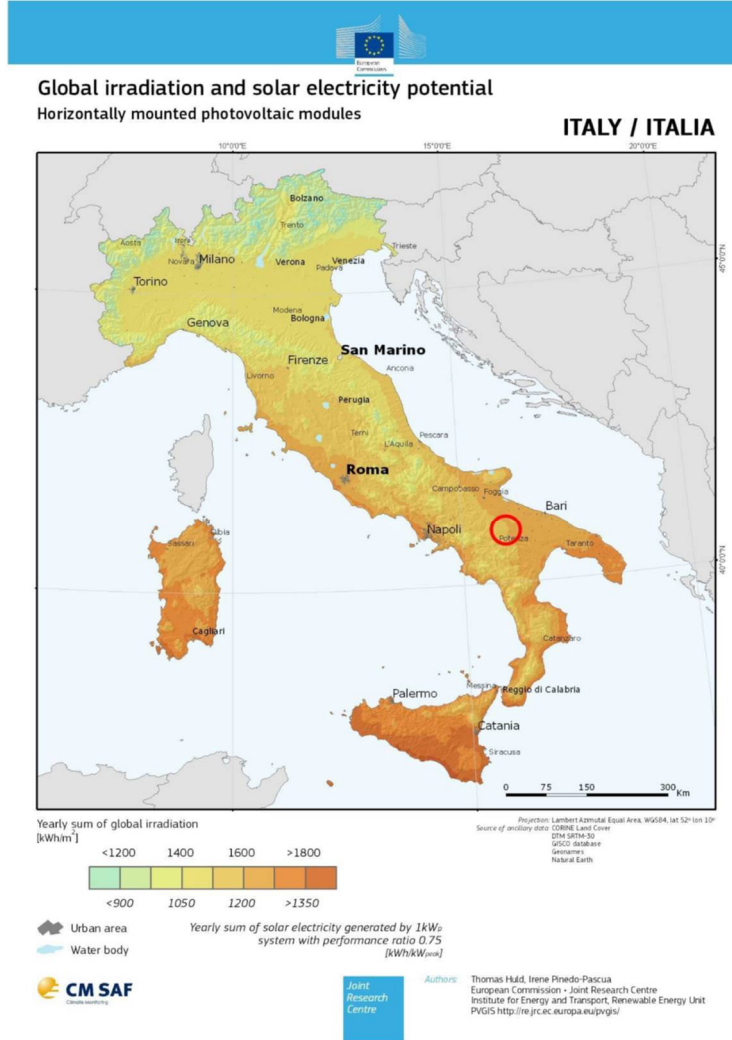 European
Commission
Global irradiation and solar electricity potential
Horizontally mounted photovoltaic modules
ITALY / ITALIA
10°0'0"E
15°0'0"E
20°0'0"E
Bolzano
Trento
Aosta
Trieste
Novara
Milano
Verona
Venezia
Padova
45°0'0"N
Torino
Modena
Bologna
Genova
San Marino
Firenze
Ancona
Livorno
Perugia
Terni
Pescara
L'Aquila
Roma
Campobasso
Foggia
Bari
Napoli
Potenza
Taranto
40°0'0"N
Olbia
Sassari
Cagliari
Catanzaro
Messina
Reggio di Calabria
Palermo
Catania
Siracusa
0 75 150 300 Km
Yearly sum of global irradiation
[kWh/m²]
<1200 1400 1600 >1800
<900 1050 1200 >1350
Urban area
Water body
Yearly sum of solar electricity generated by 1kWp
system with performance ratio 0.75
[kWh/kWpeak]
Projection: Lambert Azimutal Equal Area, WGS84, lat 52° lon 10°
Source of ancillary data: CORINE Land Cover
DTM SRTM-30
GISCO database
Geonames
Natural Earth
CM SAF
Climate Monitoring
Joint
Research
Centre
Authors: Thomas Huld, Irene Pinedo-Pascua
European Commission • Joint Research Centre
Institute for Energy and Transport, Renewable Energy Unit
PVGIS http://re.jrc.ec.europa.eu/pvgis/